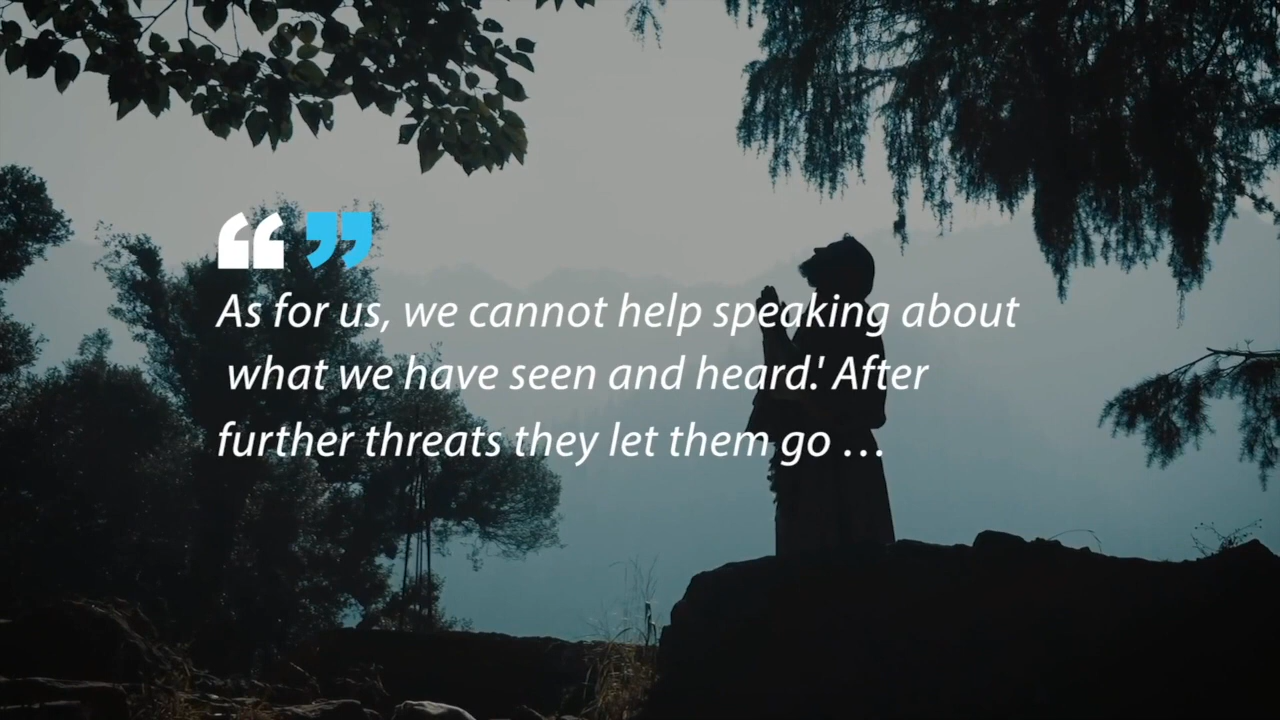 “ ”
As for us, we cannot help speaking about
what we have seen and heard.' After
further threats they let them go …